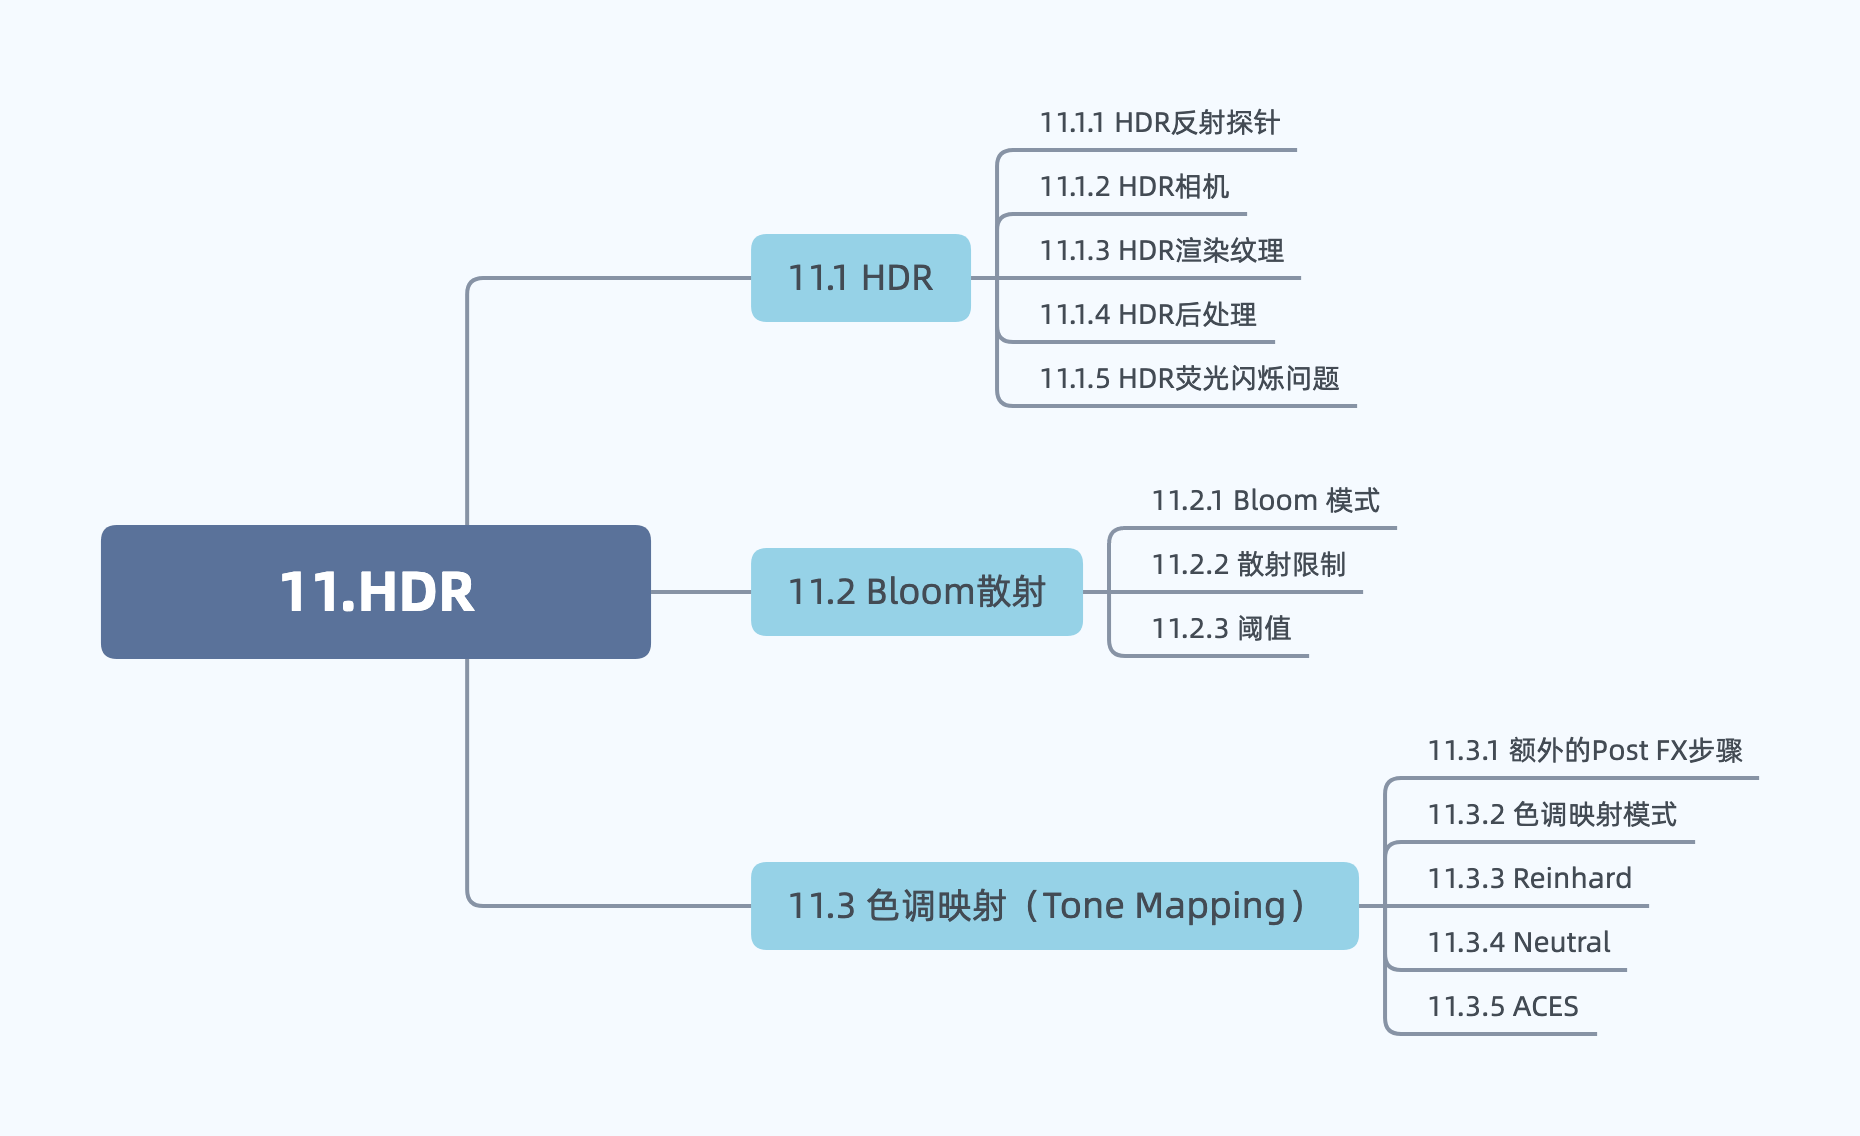 11.HDR
11.1 HDR
11.1.1 HDR反射探针
11.1.2 HDR相机
11.1.3 HDR渲染纹理
11.1.4 HDR后处理
11.1.5 HDR荧光闪烁问题
11.2 Bloom散射
11.2.1 Bloom 模式
11.2.2 散射限制
11.2.3 阈值
11.3 色调映射（Tone Mapping）
11.3.1 额外的Post FX步骤
11.3.2 色调映射模式
11.3.3 Reinhard
11.3.4 Neutral
11.3.5 ACES